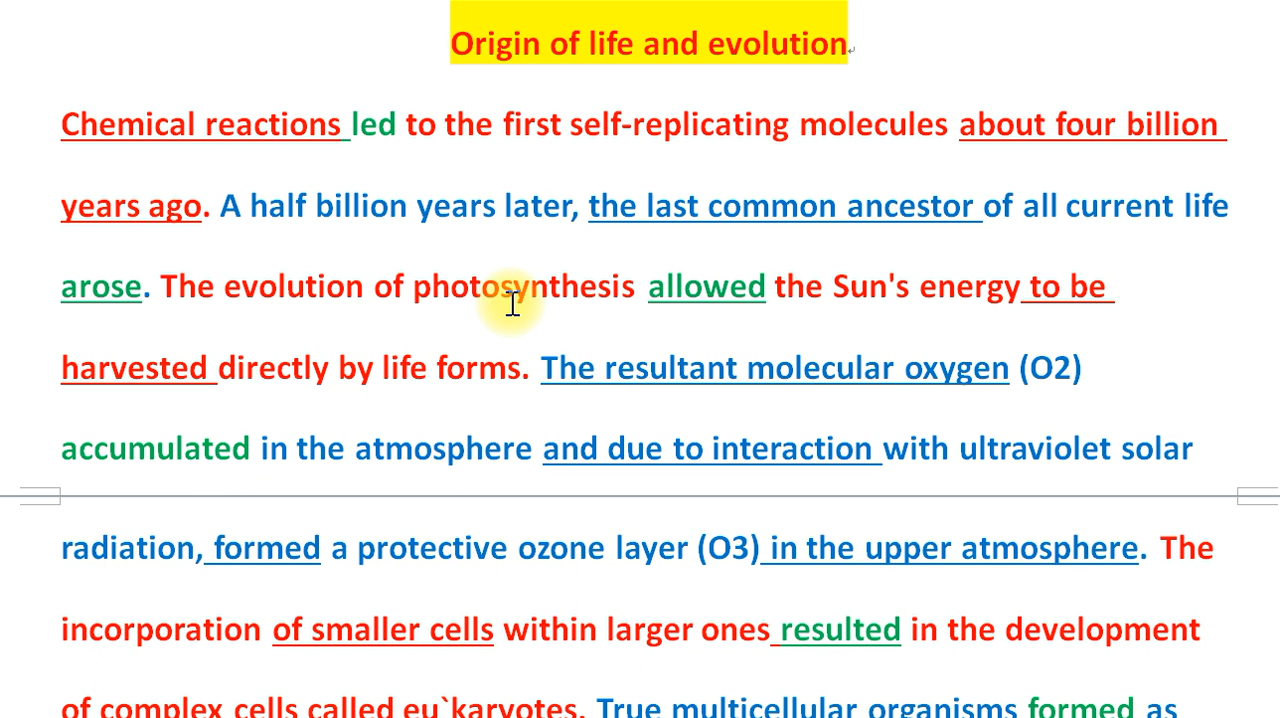 Origin of life and evolution
Chemical reactions led to the first self-replicating molecules about four billion
years ago. A half billion years later, the last common ancestor of all current life
arose. The evolution of photosynthesis allowed the Sun's energy to be
harvested directly by life forms. The resultant molecular oxygen (O2)
accumulated in the atmosphere and due to interaction with ultraviolet solar
radiation, formed a protective ozone layer (O3) in the upper atmosphere. The
incorporation of smaller cells within larger ones resulted in the development
of complex cells called eu`karyotes. True multicellular organisms formed as